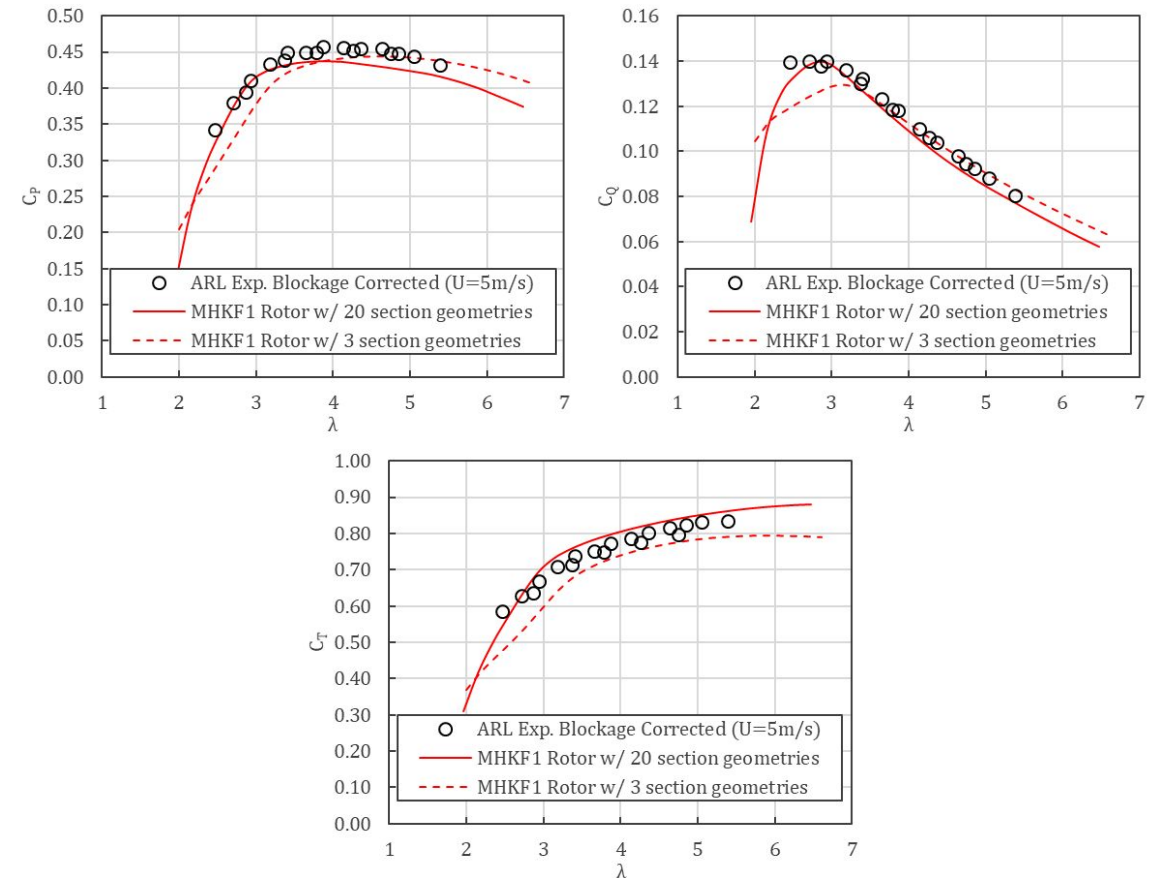 0.50
0.45
0.40
0.35
0.30
0.25
0.20
0.15
0.10
0.05
0.00
C_P
ARL Exp. Blockage Corrected (U=5m/s)
MHKF1 Rotor w/ 20 section geometries
MHKF1 Rotor w/ 3 section geometries
1 2 3 4 5 6 7
λ
0.16
0.14
0.12
0.10
0.08
0.06
0.04
0.02
0.00
C_Q
ARL Exp. Blockage Corrected (U=5m/s)
MHKF1 Rotor w/ 20 section geometries
MHKF1 Rotor w/ 3 section geometries
1 2 3 4 5 6 7
λ
1.00
0.90
0.80
0.70
0.60
0.50
0.40
0.30
0.20
0.10
0.00
C_T
ARL Exp. Blockage Corrected (U=5m/s)
MHKF1 Rotor w/ 20 section geometries
MHKF1 Rotor w/ 3 section geometries
1 2 3 4 5 6 7
λ